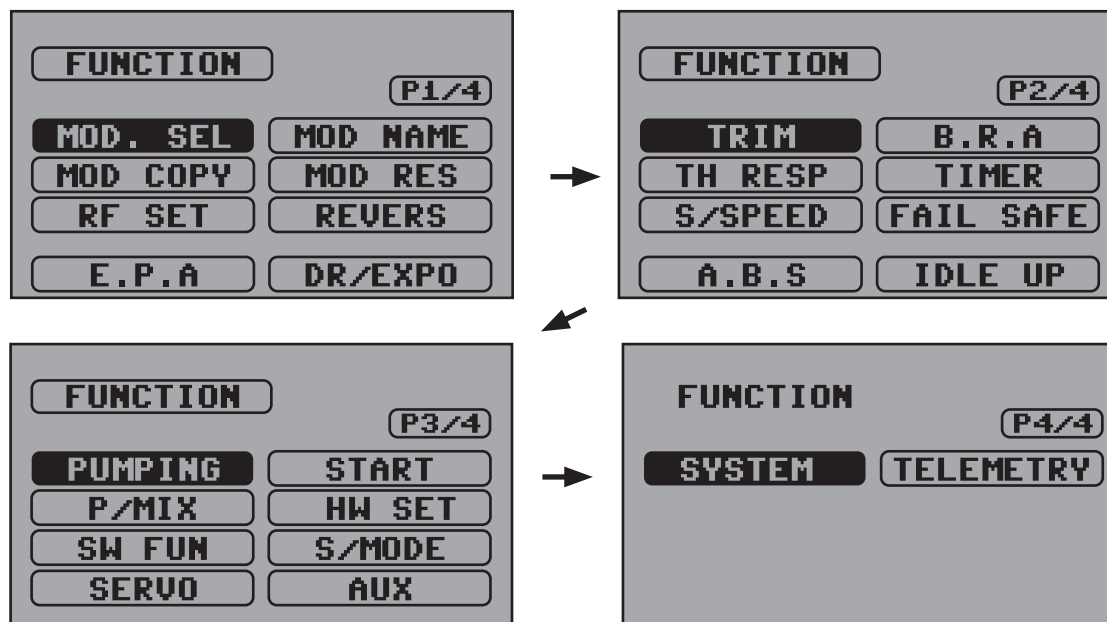 FUNCTION
P1/4
MOD. SEL MOD NAME
MOD COPY MOD RES
RF SET REVERS
E.P.A DR/EXPO
FUNCTION
P2/4
TRIM B.R.A
TH RESP TIMER
S/SPEED FAIL SAFE
A.B.S IDLE UP
FUNCTION
P3/4
PUMPING START
P/MIX HW SET
SW FUN S/MODE
SERVO AUX
FUNCTION
P4/4
SYSTEM TELEMETRY